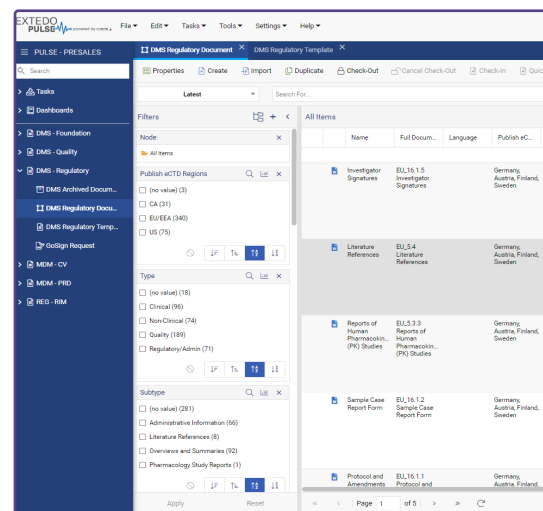 EXTEDO
PULSE powered by
File Edit Tasks Tools Settings Help
PULSE - PRESALES
DMS Regulatory Document × DMS Regulatory Template ×
Search
Properties Create Import Duplicate Check-Out Cancel Check-Out Check-In Quic
Tasks
Latest
Search For...
Dashboards
Filters
All Items
DMS - Foundation
DMS - Quality
DMS - Regulatory
DMS Archived Docum...
DMS Regulatory Docu...
DMS Regulatory Temp...
GoSign Request
MDM - CV
MDM - PRD
REG - RIM
Node
All Items
Publish eCTD Regions
(no value) (3)
CA (31)
EU/EEA (340)
US (75)
Type
(no value) (18)
Clinical (96)
Non-Clinical (74)
Quality (189)
Regulatory/Admin (71)
Subtype
(no value) (281)
Administrative Information (66)
Literature References (8)
Overviews and Summaries (92)
Pharmacology Study Reports (1)
Apply Reset
Name Full Docum... Language Publish eC...
Investigator EU_16.1.5 Germany,
Signatures Investigator Austria, Finland,
Signatures Sweden
Literature EU_5.4 Germany,
References Literature Austria, Finland,
References Sweden
Reports of EU_5.3.3 Germany,
Human Reports of Austria, Finland,
Pharmacokin... Human Sweden
(PK) Studies Pharmacokin...
(PK) Studies
Sample Case EU_16.1.2 Germany,
Report Form Sample Case Austria, Finland,
Report Form Sweden
Protocol and EU_16.1.1 Germany,
Amendments Protocol and Austria, Finland,
Page 1 of 5